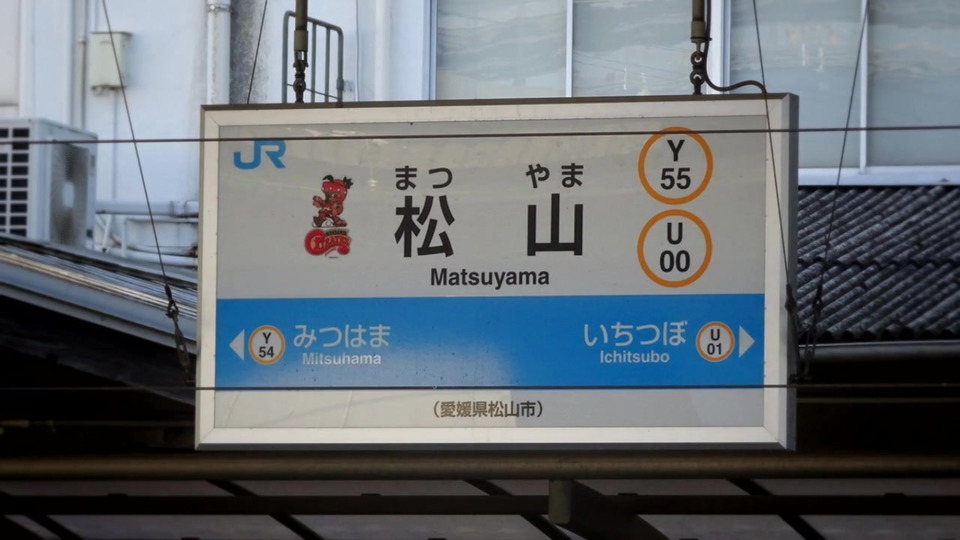 JR
まつ やま
松 山
Matsuyama
Y
55
U
00
Y
54
みつはま
Mitsuhama
いちつぼ
Ichitsubo
U
01
(愛媛県松山市)